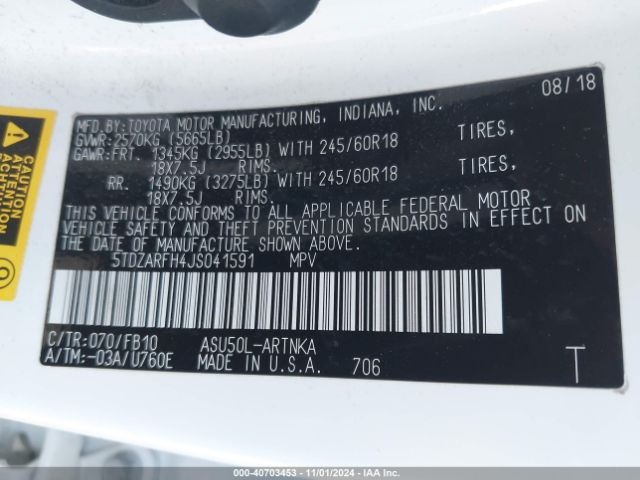 08/18
MFD.BY:TOYOTA MOTOR MANUFACTURING, INDIANA, INC.
GVWR:2570KG (5665LB)
GAWR:FRT. 1345KG (2955LB) WITH 245/60R18 TIRES,
18X7.5J RIMS.
RR. 1490KG (3275LB) WITH 245/60R18 TIRES,
18X7.5J RIMS.
THIS VEHICLE CONFORMS TO ALL APPLICABLE FEDERAL MOTOR
VEHICLE SAFETY AND THEFT PREVENTION STANDARDS IN EFFECT ON
THE DATE OF MANUFACTURE SHOWN ABOVE.
5TDZARFH4JS041591 MPV
C/TR:070/FB10 ASU50L-ARTNKA
A/TM:-03A/U760E MADE IN U.S.A. 706 T
CAUTION
ATTENTION
000-40703453 - 11/01/2024 - IAA Inc.